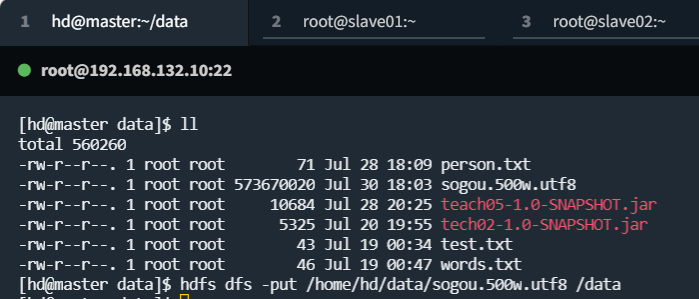 1 hd@master:~/data 2 root@slave01:~ 3 root@slave02:~
root@192.168.132.10:22
[hd@master data]$ ll
total 560260
-rw-r--r--. 1 root root        71 Jul 28 18:09 person.txt
-rw-r--r--. 1 root root 573670020 Jul 30 18:03 sogou.500w.utf8
-rw-r--r--. 1 root root     10684 Jul 28 20:25 teach05-1.0-SNAPSHOT.jar
-rw-r--r--. 1 root root      5325 Jul 20 19:55 tech02-1.0-SNAPSHOT.jar
-rw-r--r--. 1 root root        43 Jul 19 00:34 test.txt
-rw-r--r--. 1 root root        46 Jul 19 00:47 words.txt
[hd@master data]$ hdfs dfs -put /home/hd/data/sogou.500w.utf8 /data